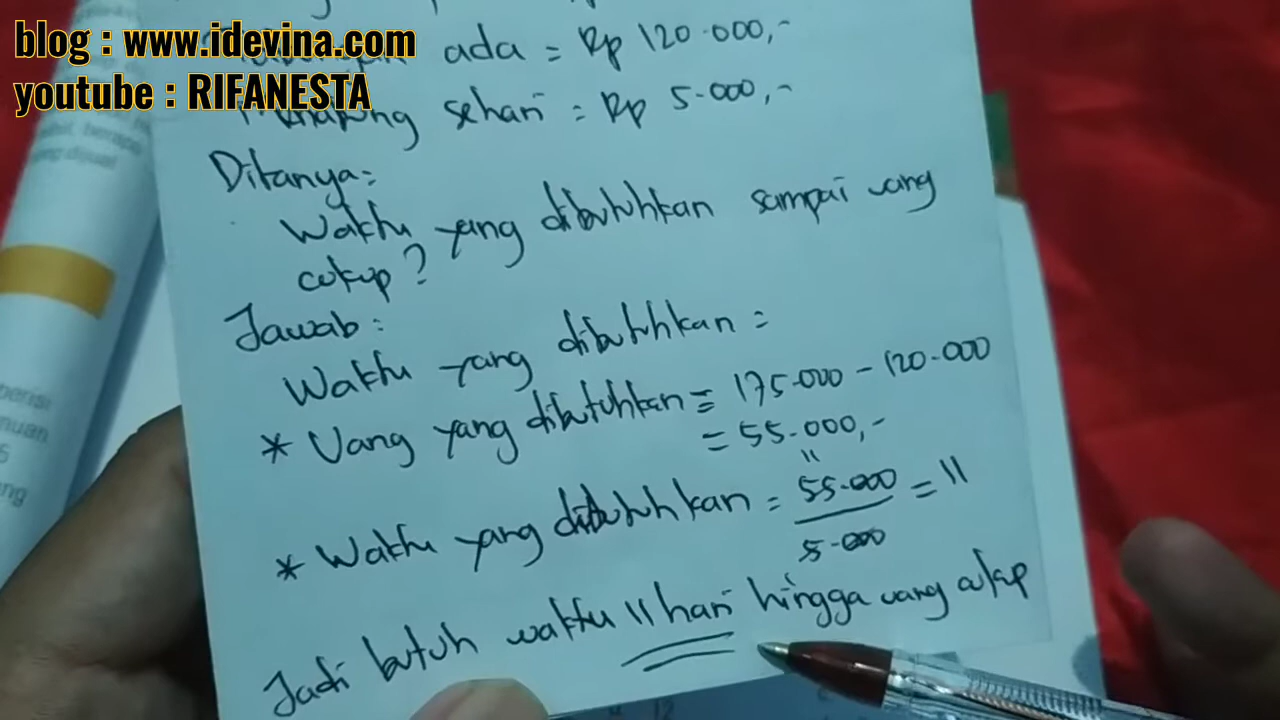 blog : www.idevina.com
youtube : RIFANESTA
ada = Rp 120.000,-
sehari = Rp 5.000,-
Ditanya:
Waktu yang dibutuhkan sampai uang
cukup?
Jawab:
Waktu yang dibutuhkan =
* Uang yang dibutuhkan = 175.000 - 120.000
= 55.000,-
11
* Waktu yang dibutuhkan = 55.000 = 11
5.000
1
Jadi butuh waktu 11 hari hingga uang cukup